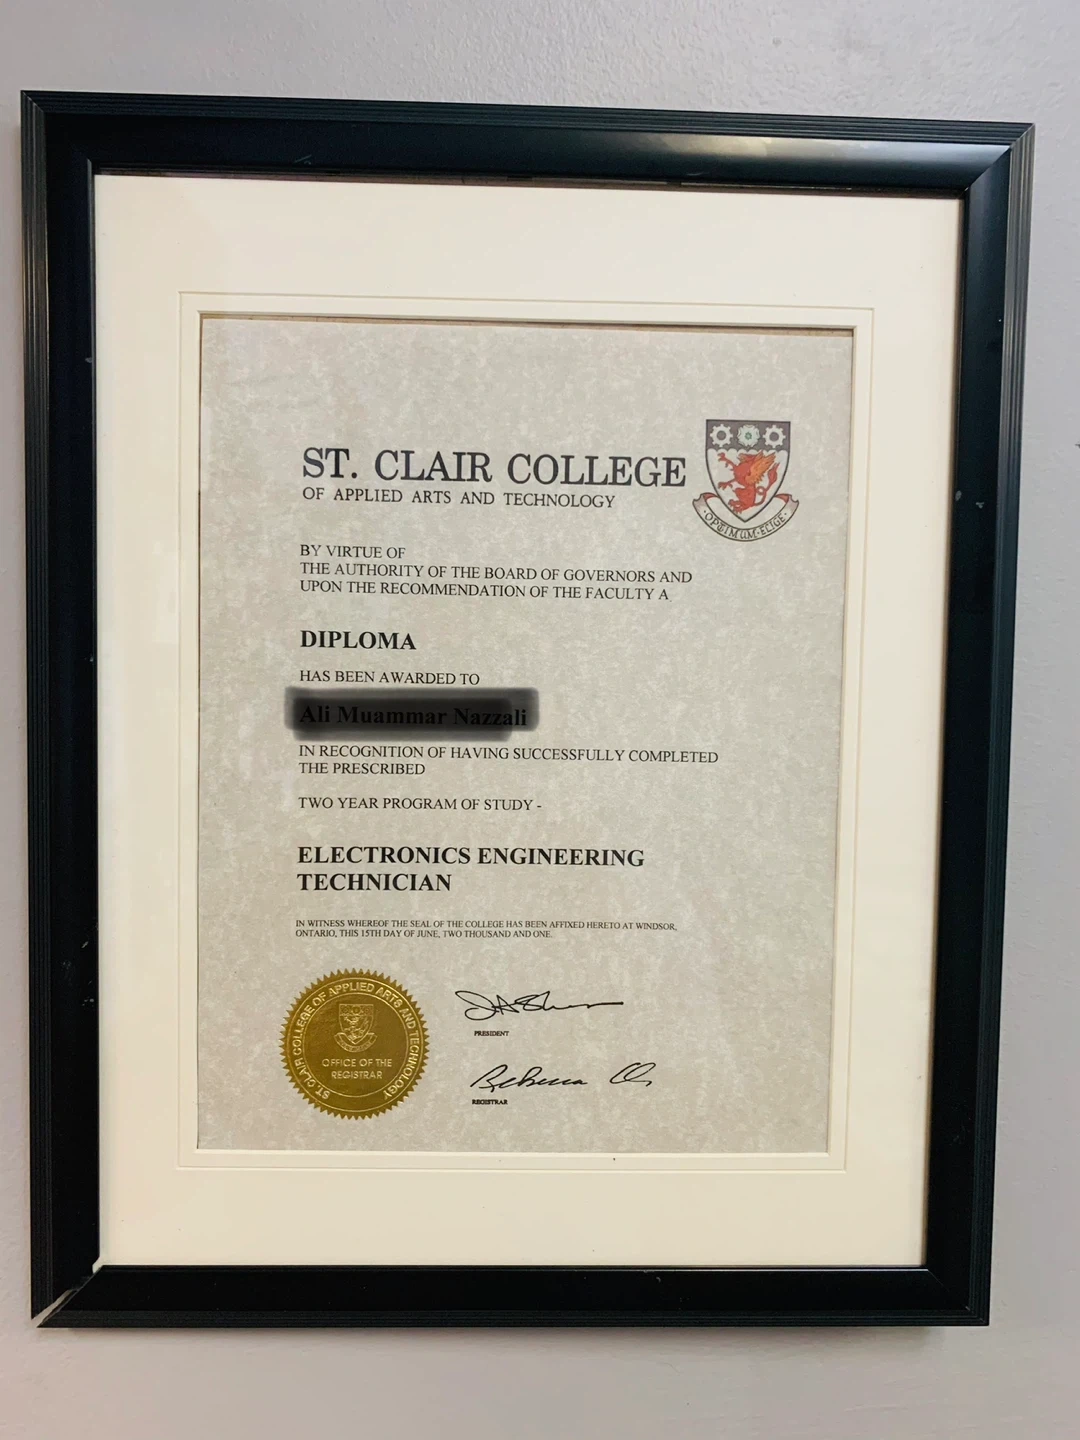 ST. CLAIR COLLEGE
OF APPLIED ARTS AND TECHNOLOGY
·OPTIMUM·ELIGE·
BY VIRTUE OF
THE AUTHORITY OF THE BOARD OF GOVERNORS AND
UPON THE RECOMMENDATION OF THE FACULTY A
DIPLOMA
HAS BEEN AWARDED TO
IN RECOGNITION OF HAVING SUCCESSFULLY COMPLETED
THE PRESCRIBED
TWO YEAR PROGRAM OF STUDY -
ELECTRONICS ENGINEERING
TECHNICIAN
IN WITNESS WHEREOF THE SEAL OF THE COLLEGE HAS BEEN AFFIXED HERETO AT WINDSOR,
ONTARIO, THIS 15TH DAY OF JUNE, TWO THOUSAND AND ONE.
ST. CLAIR COLLEGE OF APPLIED ARTS AND TECHNOLOGY
OFFICE OF THE
REGISTRAR
PRESIDENT
REGISTRAR